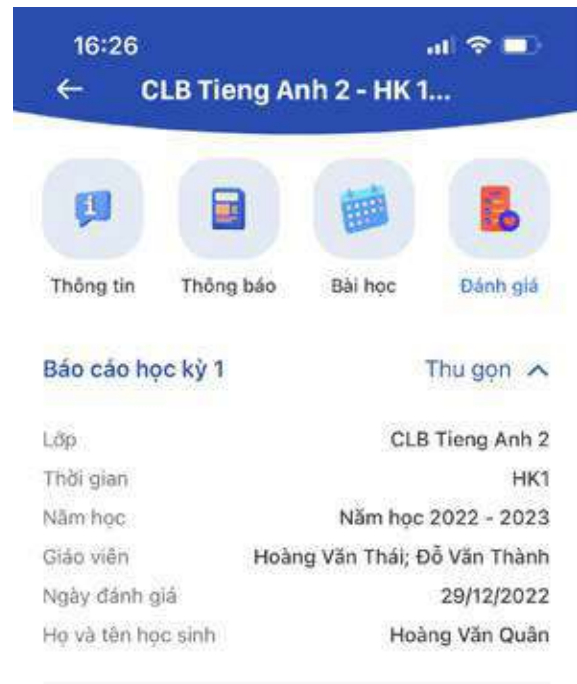 16:26
CLB Tieng Anh 2 - HK 1...
Thông tin Thông báo Bài học Đánh giá
Báo cáo học kỳ 1 Thu gọn
Lớp CLB Tieng Anh 2
Thời gian HK1
Năm học Năm học 2022 - 2023
Giáo viên Hoàng Văn Thái; Đỗ Văn Thành
Ngày đánh giá 29/12/2022
Họ và tên học sinh Hoàng Văn Quân